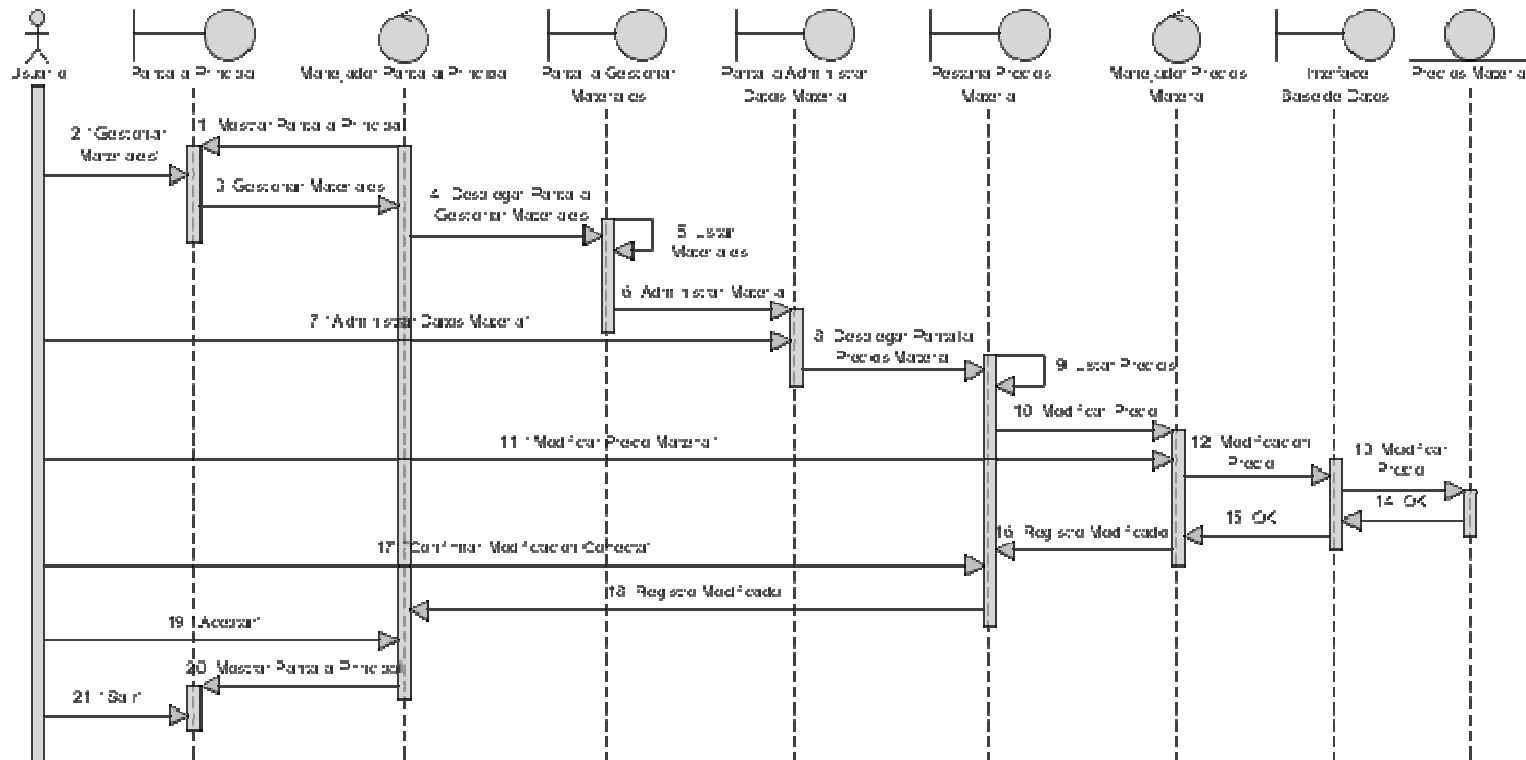 Usuario
Pantalla Principal
Manejador Pantalla Principal
Pantalla Gestionar
Materiales
Pantalla Administrar
Datos Material
Pestaña Precios
Material
Manejador Precios
Material
Interface
Base de Datos
Precios Material
1: Mostrar Pantalla Principal
2: "Gestionar
Materiales"
3: Gestionar Materiales
4: Desplegar Pantalla
Gestionar Materiales
5: Listar
Materiales
6: Administrar Material
7: "Administrar Datos Material"
8: Desplegar Pantalla
Precios Material
9: Listar Precios
10: Modificar Precio
11: "Modificar Precio Material"
12: Modificacion
Precio
13: Modificar
Precio
14: OK
15: OK
16: Registro Modificado
17: "Confirmar Modificacion Correcta"
18: Registro Modificado
19: "Aceptar"
20: Mostrar Pantalla Principal
21: "Salir"